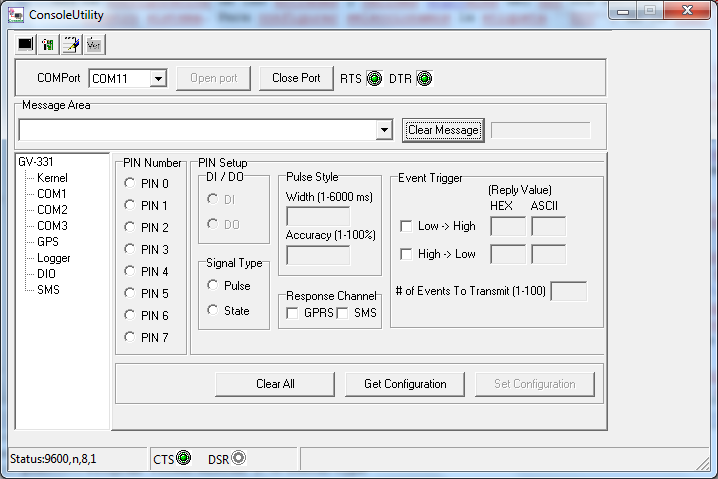 ConsoleUtility
Ver
COMPort COM11 Open port Close Port RTS DTR
Message Area
Clear Message
GV-331
Kernel
COM1
COM2
COM3
GPS
Logger
DIO
SMS
PIN Number
PIN 0
PIN 1
PIN 2
PIN 3
PIN 4
PIN 5
PIN 6
PIN 7
PIN Setup
DI / DO
DI
DO
Signal Type
Pulse
State
Pulse Style
Width (1-6000 ms)
Accuracy (1-100%)
Response Channel
GPRS SMS
Event Trigger
(Reply Value)
HEX ASCII
Low -> High
High -> Low
# of Events To Transmit (1-100)
Clear All Get Configuration Set Configuration
Status:9600,n,8,1 CTS DSR